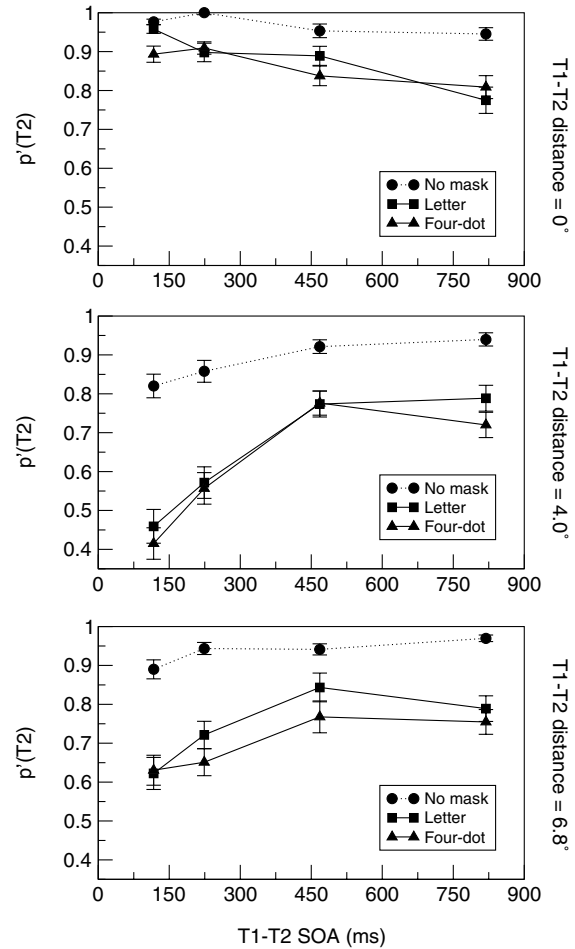 1
0.9
0.8
0.7
0.6
0.5
0.4
p'(T2)
0 150 300 450 600 750 900
No mask
Letter
Four-dot
T1-T2 distance = 0°
1
0.9
0.8
0.7
0.6
0.5
0.4
p'(T2)
0 150 300 450 600 750 900
No mask
Letter
Four-dot
T1-T2 distance = 4.0°
1
0.9
0.8
0.7
0.6
0.5
0.4
p'(T2)
0 150 300 450 600 750 900
No mask
Letter
Four-dot
T1-T2 distance = 6.8°
T1-T2 SOA (ms)